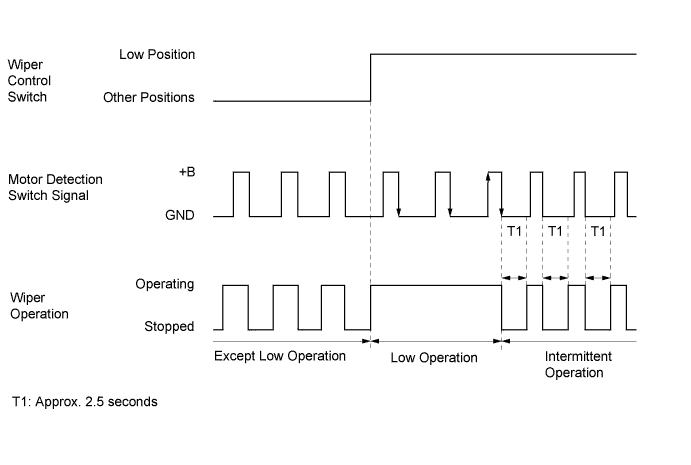 Low Position
Wiper
Control
Switch
Other Positions
+B
Motor Detection
Switch Signal
GND
T1 T1 T1
Operating
Wiper
Operation
Stopped
Except Low Operation
Low Operation
Intermittent
Operation
T1: Approx. 2.5 seconds